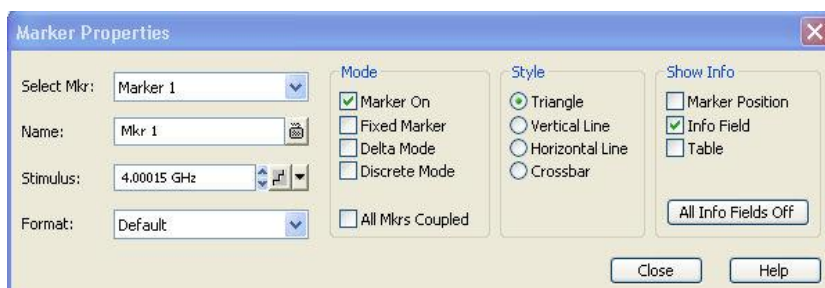 Marker Properties
Select Mkr:
Marker 1
Name:
Mkr 1
Stimulus:
4.00015 GHz
Format:
Default
Mode
Marker On
Fixed Marker
Delta Mode
Discrete Mode
All Mkrs Coupled
Style
Triangle
Vertical Line
Horizontal Line
Crossbar
Show Info
Marker Position
Info Field
Table
All Info Fields Off
Close
Help